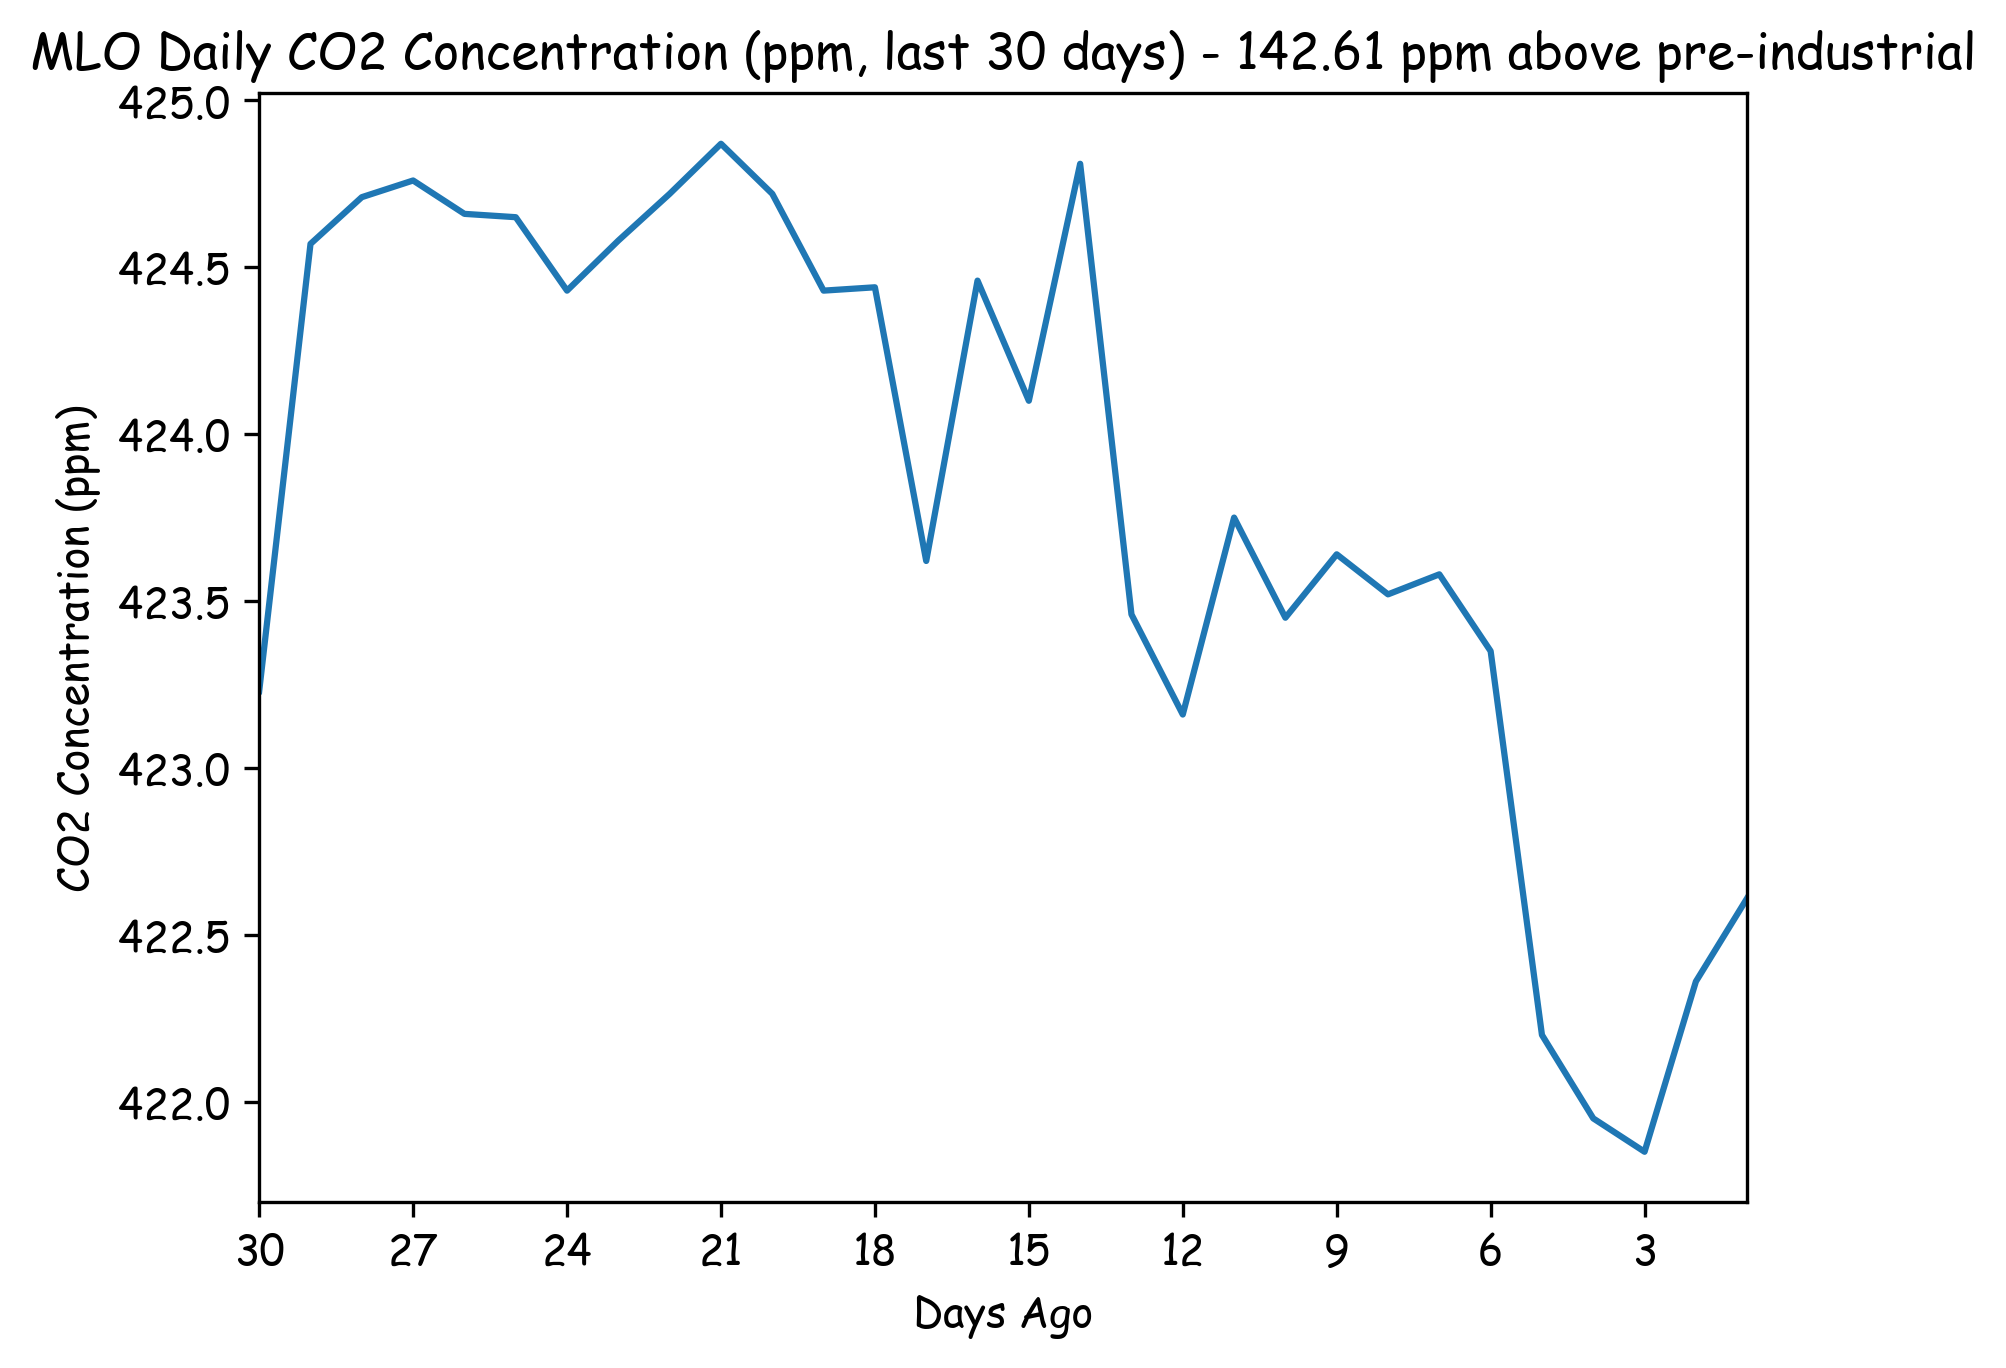 MLO Daily CO2 Concentration (ppm, last 30 days) - 142.61 ppm above pre-industrial
425.0
424.5
424.0
423.5
423.0
422.5
422.0
CO2 Concentration (ppm)
30 27 24 21 18 15 12 9 6 3
Days Ago